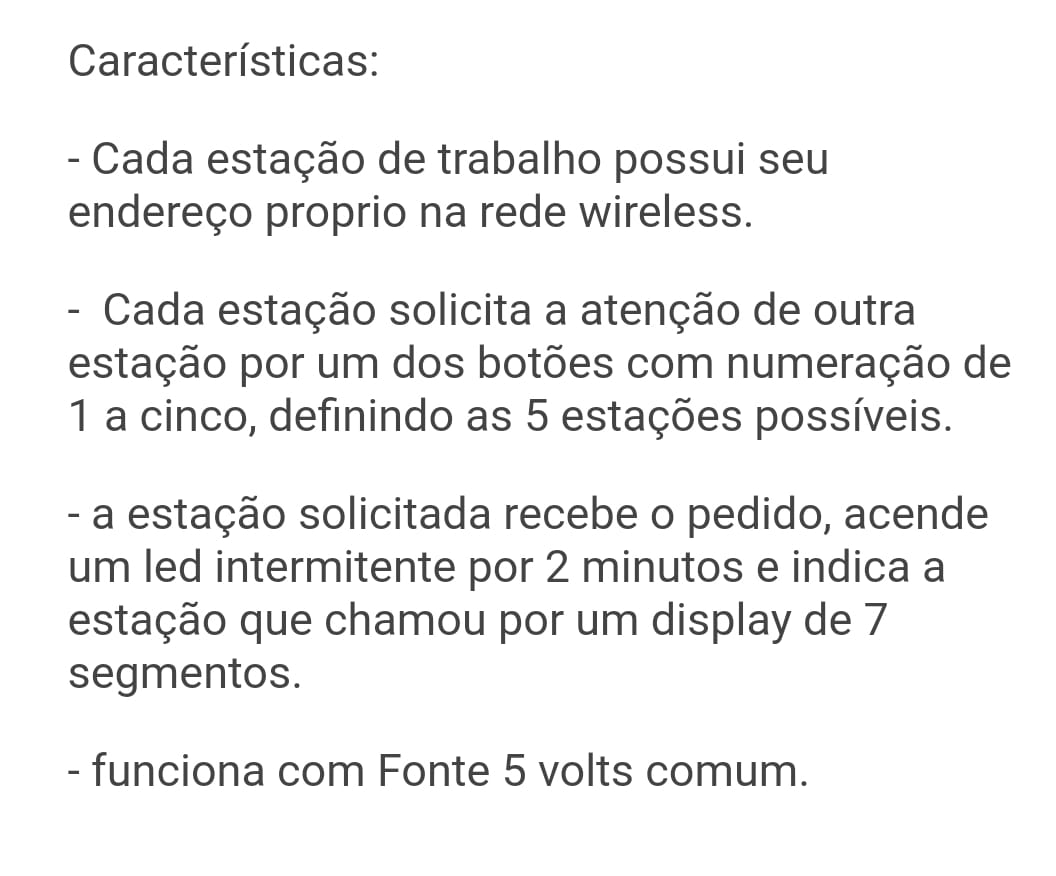 Características:
- Cada estação de trabalho possui seu
endereço proprio na rede wireless.
-  Cada estação solicita a atenção de outra
estação por um dos botões com numeração de
1 a cinco, definindo as 5 estações possíveis.
- a estação solicitada recebe o pedido, acende
um led intermitente por 2 minutos e indica a
estação que chamou por um display de 7
segmentos.
- funciona com Fonte 5 volts comum.